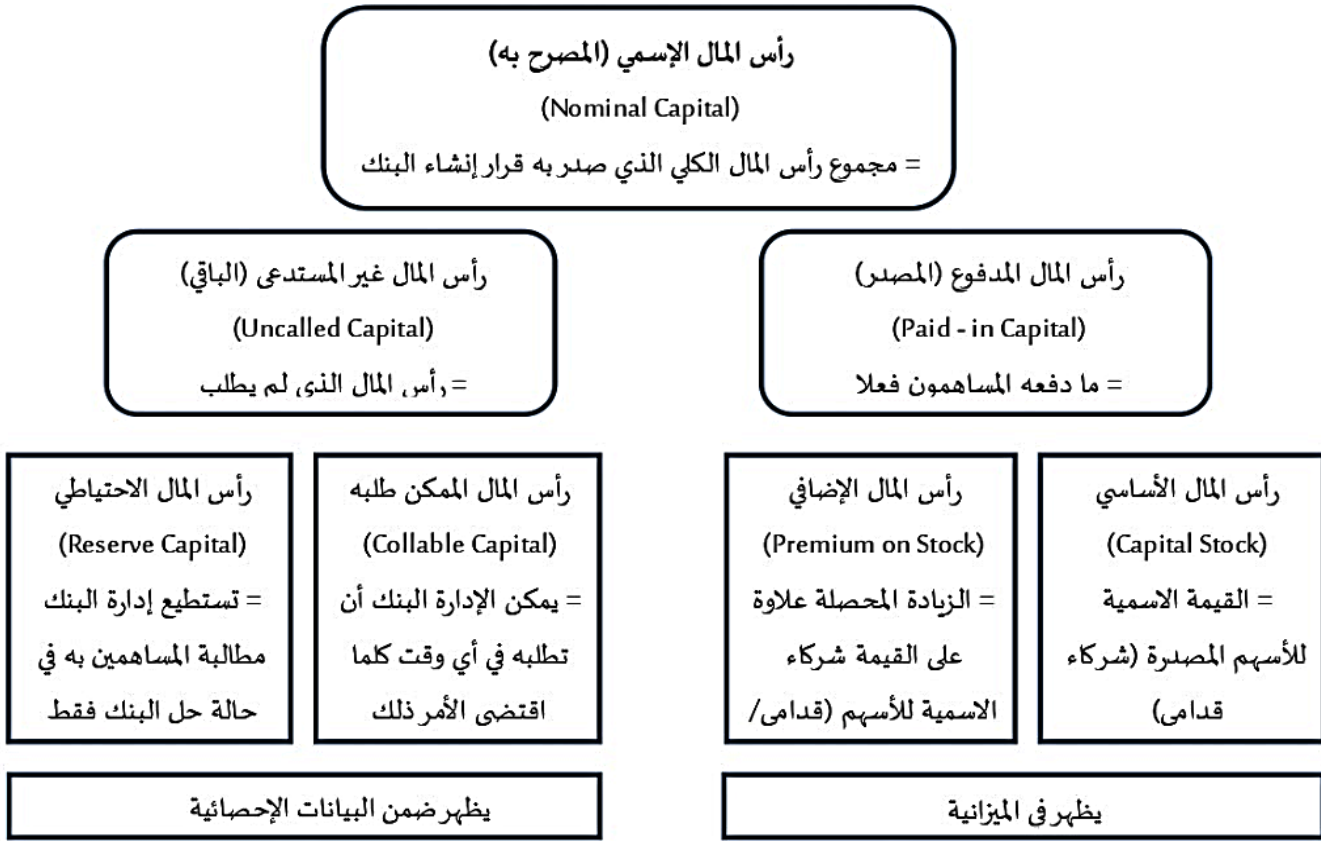 رأس المال الإسمي (المصرح به)
(Nominal Capital)
= مجموع رأس المال الكلي الذي صدر به قرار إنشاء البنك
رأس المال المدفوع (المصدر)
(Paid - in Capital)
= ما دفعه المساهمون فعلا
رأس المال غير المستدعى (الباقي)
(Uncalled Capital)
= رأس المال الذي لم يطلب
رأس المال الأساسي
(Capital Stock)
= القيمة الاسمية
للأسهم المصدرة (شركاء
قدامى)
رأس المال الإضافي
(Premium on Stock)
= الزيادة المحصلة علاوة
على القيمة شركاء
الاسمية للأسهم (قدامى/
رأس المال الممكن طلبه
(Collable Capital)
= يمكن الإدارة البنك أن
تطلبه في أي وقت كلما
اقتضى الأمر ذلك
رأس المال الاحتياطي
(Reserve Capital)
= تستطيع إدارة البنك
مطالبة المساهمين به في
حالة حل البنك فقط
يظهر في الميزانية
يظهر ضمن البيانات الإحصائية